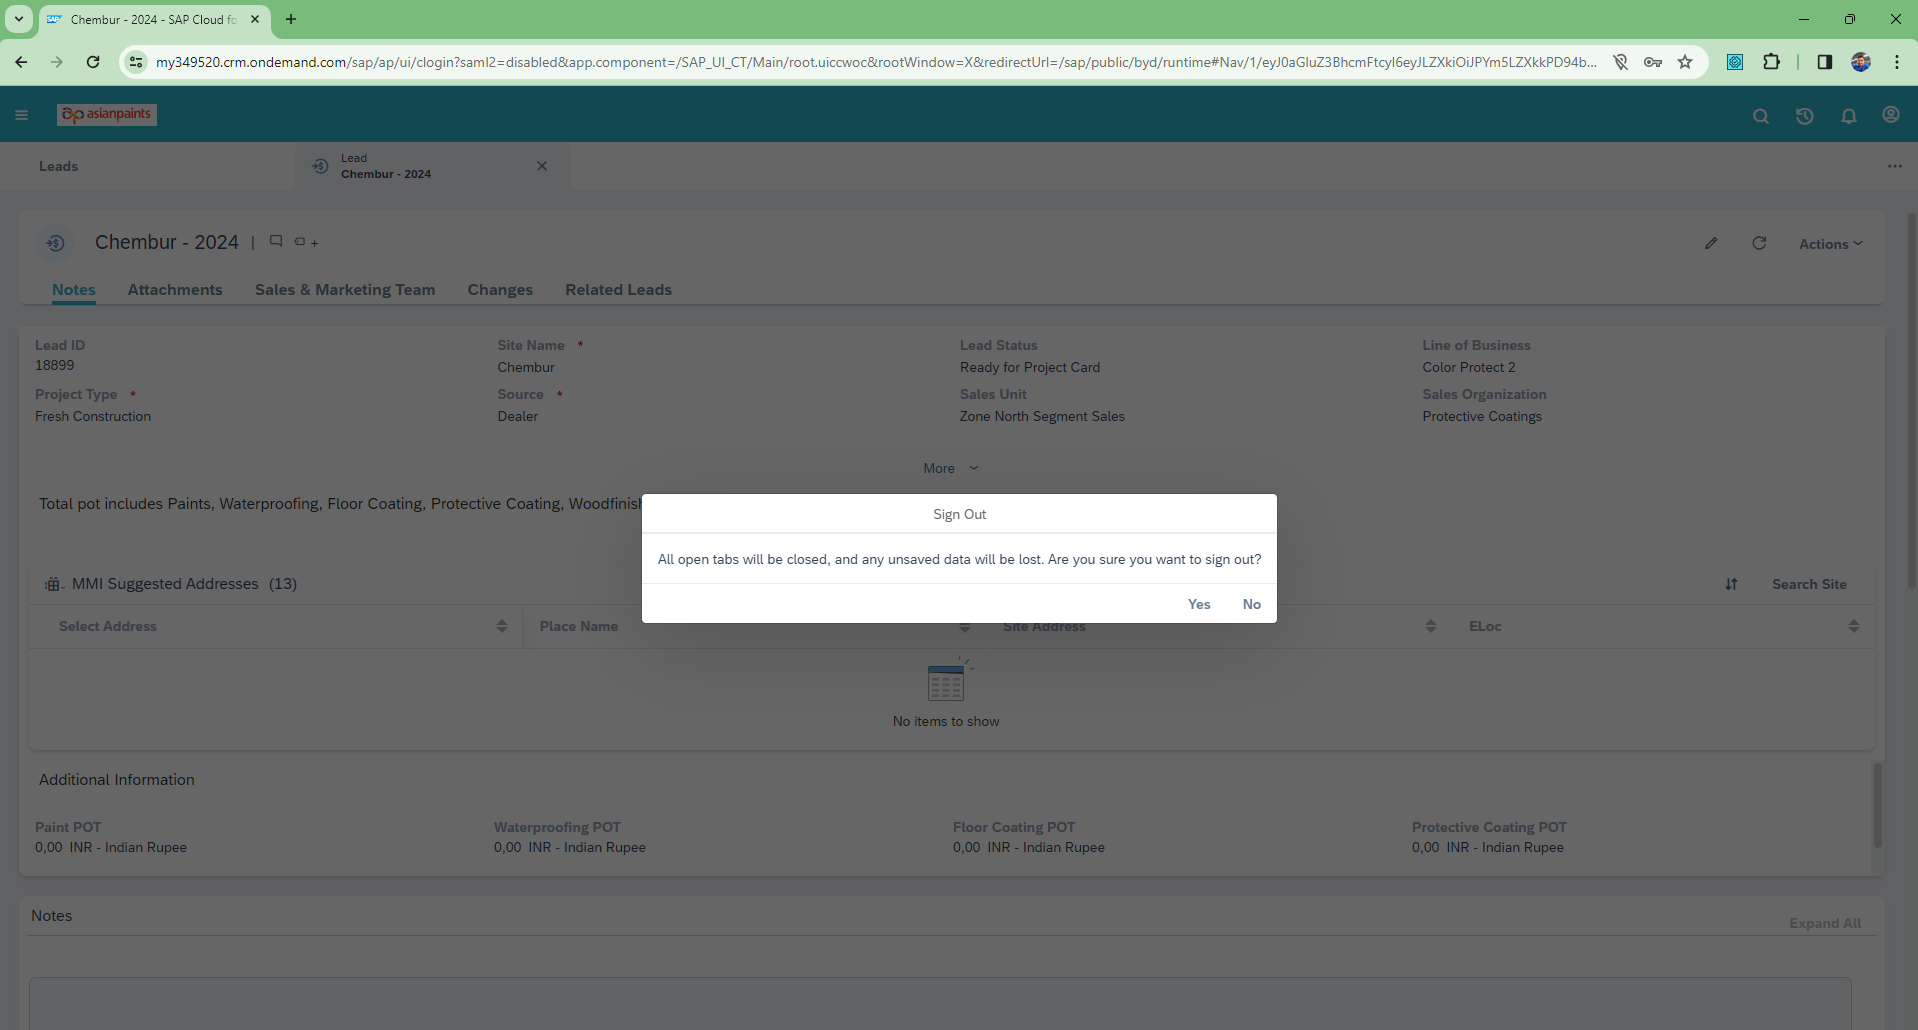 Chembur - 2024 - SAP Cloud fo
my349520.crm.ondemand.com/sap/ap/ui/clogin?saml2=disabled&app.component=/SAP_UI_CT/Main/root.uiccwoc&rootWindow=X&redirectUrl=/sap/public/byd/runtime#Nav/1/eyJ0aGluZ3BhcmFtcyI6eyJLZXkiOiJPYm5LZXkkPD94b...
asianpaints
Leads
Lead
Chembur - 2024
Chembur - 2024
Actions
Notes Attachments Sales & Marketing Team Changes Related Leads
Lead ID
18899
Site Name *
Chembur
Lead Status
Ready for Project Card
Line of Business
Color Protect 2
Project Type *
Fresh Construction
Source *
Dealer
Sales Unit
Zone North Segment Sales
Sales Organization
Protective Coatings
More
Total pot includes Paints, Waterproofing, Floor Coating, Protective Coating, Woodfinish
Sign Out
All open tabs will be closed, and any unsaved data will be lost. Are you sure you want to sign out?
Yes No
MMI Suggested Addresses (13)
Search Site
Select Address Place Name Site Address ELoc
No items to show
Additional Information
Paint POT
0,00 INR - Indian Rupee
Waterproofing POT
0,00 INR - Indian Rupee
Floor Coating POT
0,00 INR - Indian Rupee
Protective Coating POT
0,00 INR - Indian Rupee
Notes
Expand All